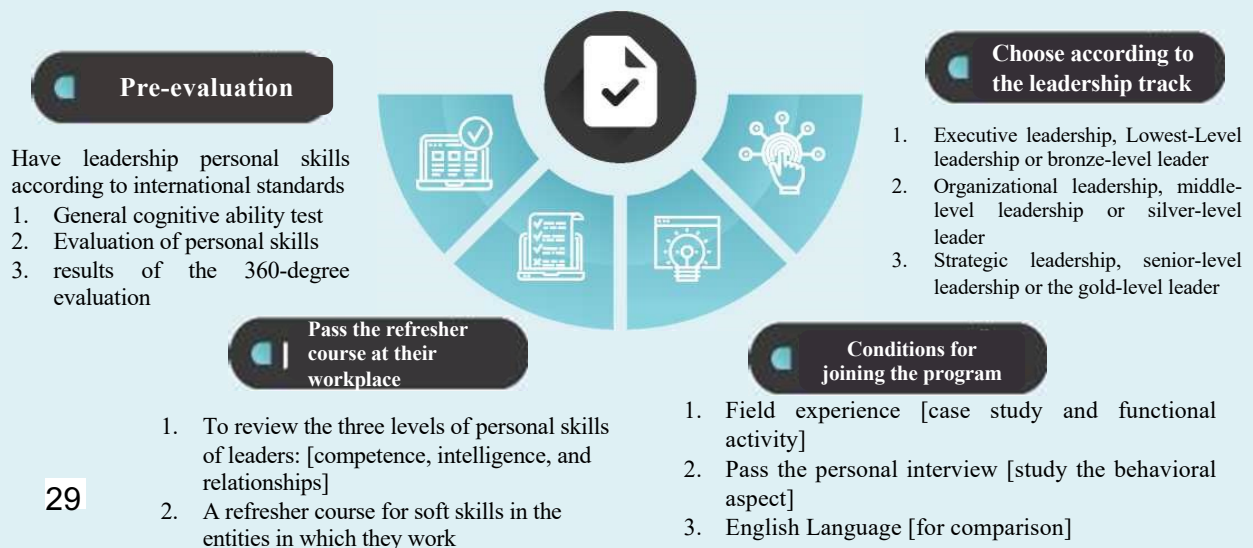 Pre-evaluation
Have leadership personal skills
according to international standards
1. General cognitive ability test
2. Evaluation of personal skills
3. results of the 360-degree
evaluation
Pass the refresher
course at their
workplace
1. To review the three levels of personal skills
of leaders: [competence, intelligence, and
relationships]
2. A refresher course for soft skills in the
entities in which they work
Conditions for
joining the program
1. Field experience [case study and functional
activity]
2. Pass the personal interview [study the behavioral
aspect]
3. English Language [for comparison]
Choose according to
the leadership track
1. Executive leadership, Lowest-Level
leadership or bronze-level leader
2. Organizational leadership, middle-
level leadership or silver-level
leader
3. Strategic leadership, senior-level
leadership or the gold-level leader
29